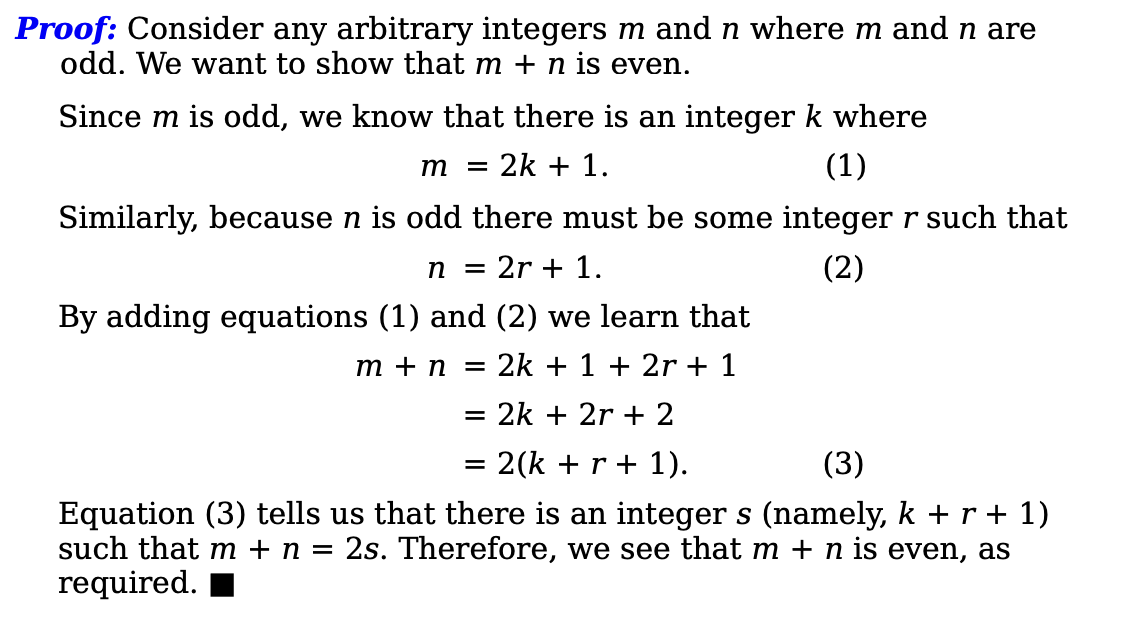 Proof: Consider any arbitrary integers m and n where m and n are
odd. We want to show that m + n is even.
Since m is odd, we know that there is an integer k where
m = 2k + 1. (1)
Similarly, because n is odd there must be some integer r such that
n = 2r + 1. (2)
By adding equations (1) and (2) we learn that
m + n = 2k + 1 + 2r + 1
= 2k + 2r + 2
= 2(k + r + 1). (3)
Equation (3) tells us that there is an integer s (namely, k + r + 1)
such that m + n = 2s. Therefore, we see that m + n is even, as
required. ■